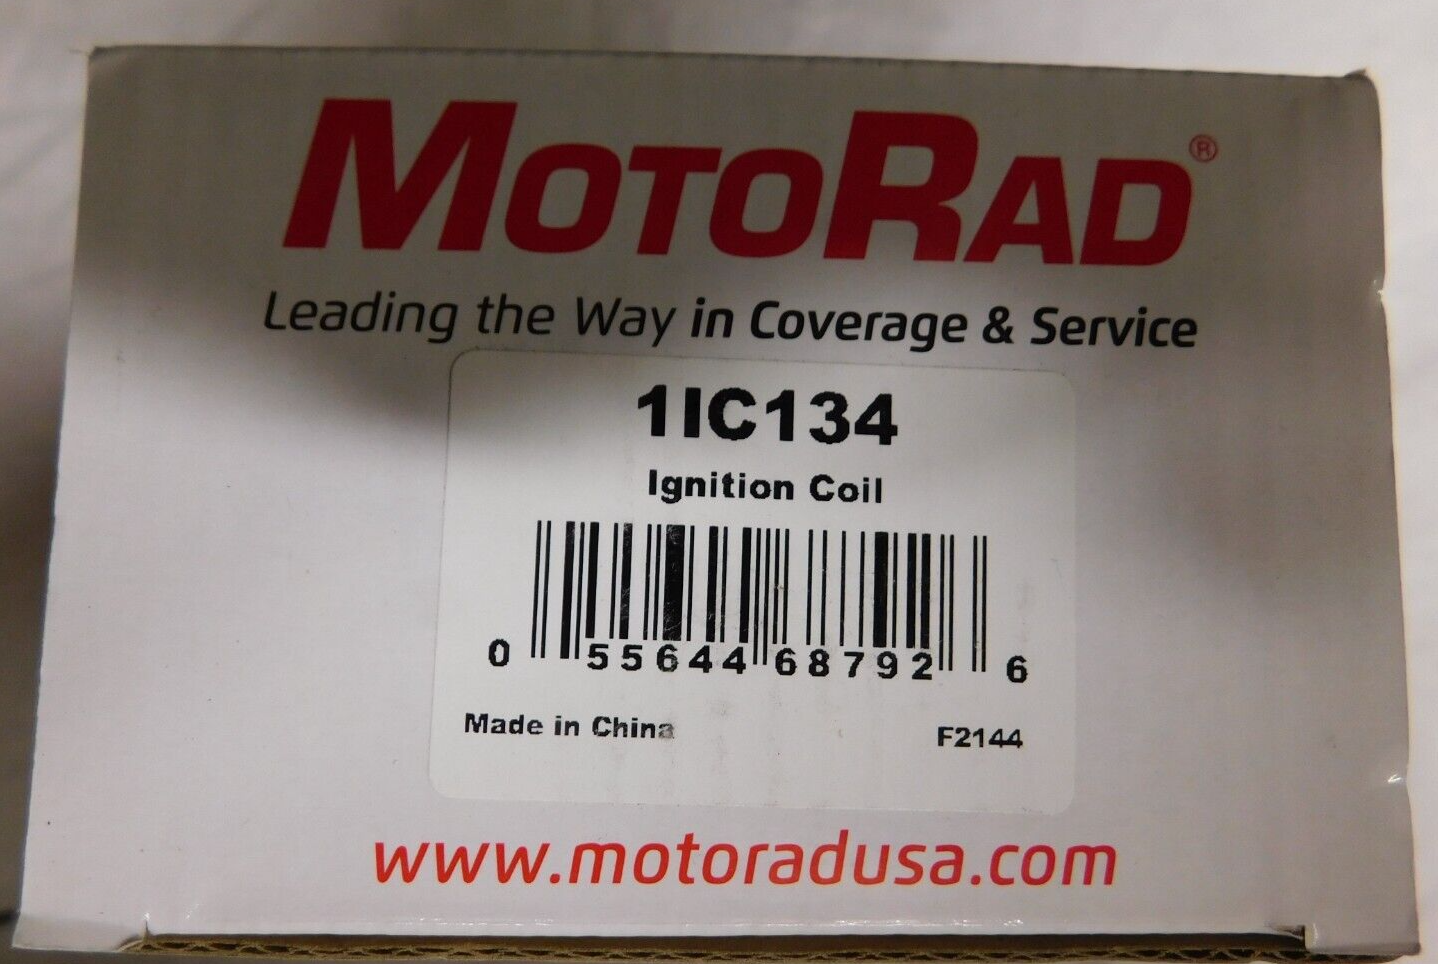 MOTORAD®
Leading the Way in Coverage & Service
1IC134
Ignition Coil
0 55644 68792 6
Made in China F2144
www.motoradusa.com